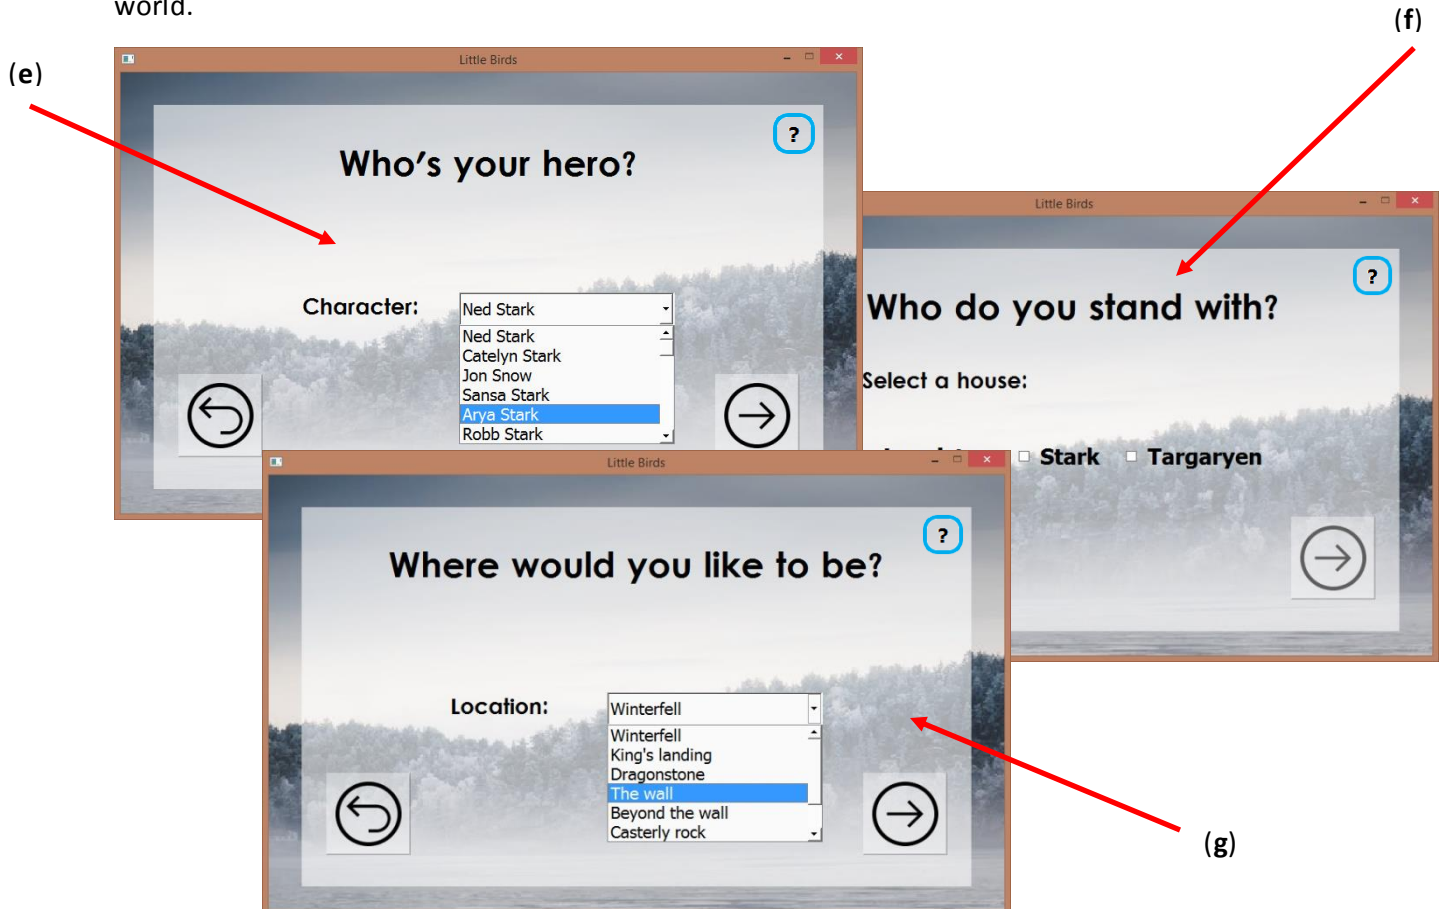 world.
(f)
(e)
Little Birds
?
Who's your hero?
Character:
Ned Stark
Ned Stark
Catelyn Stark
Jon Snow
Sansa Stark
Arya Stark
Robb Stark
Little Birds
?
Who do you stand with?
Select a house:
Stark Targaryen
Little Birds
?
Where would you like to be?
Location:
Winterfell
Winterfell
King's landing
Dragonstone
The wall
Beyond the wall
Casterly rock
(g)